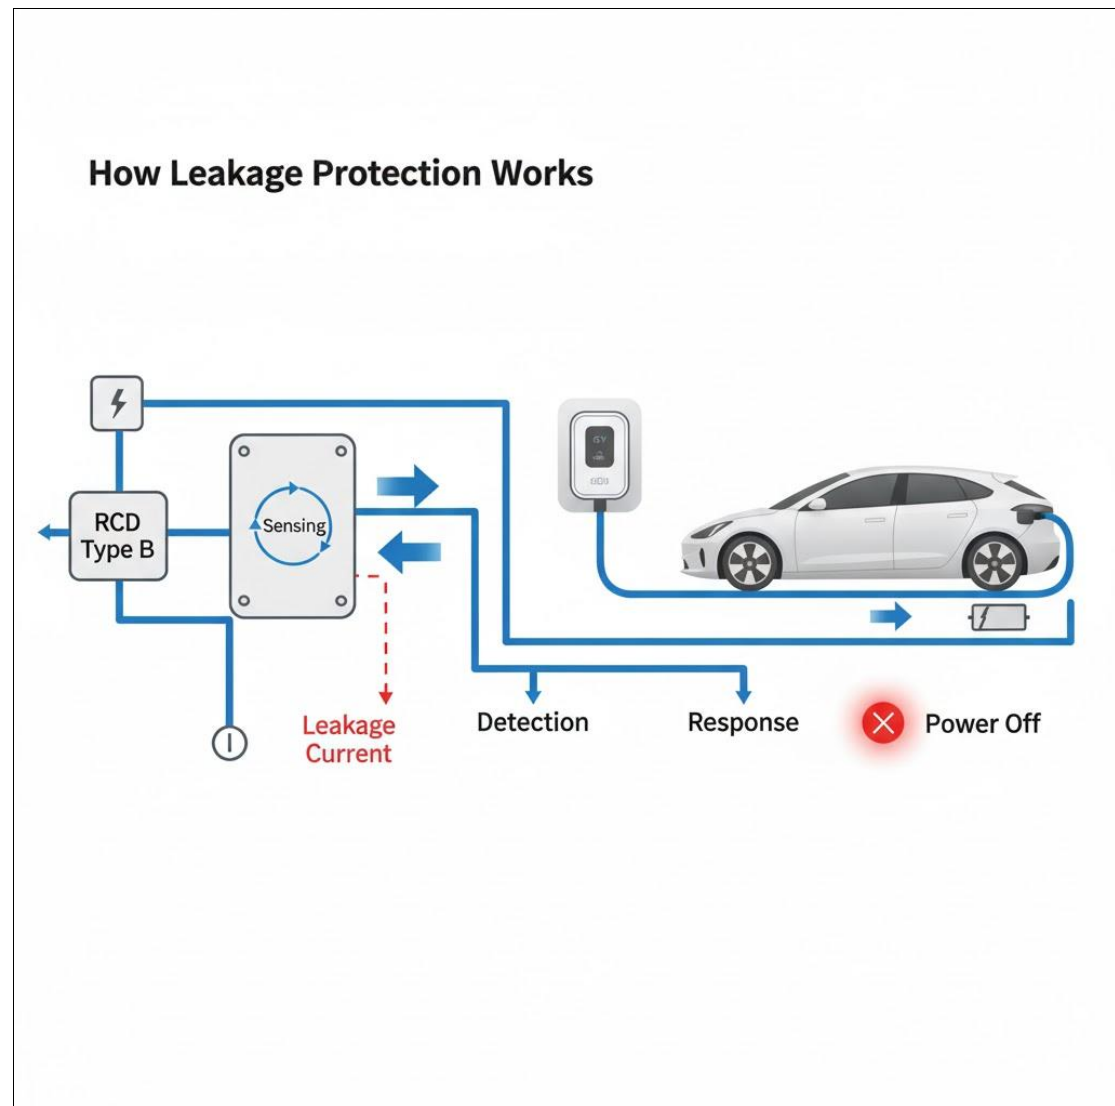 How Leakage Protection Works
RCD
Type B
Sensing
Leakage
Current
Detection
Response
Power Off